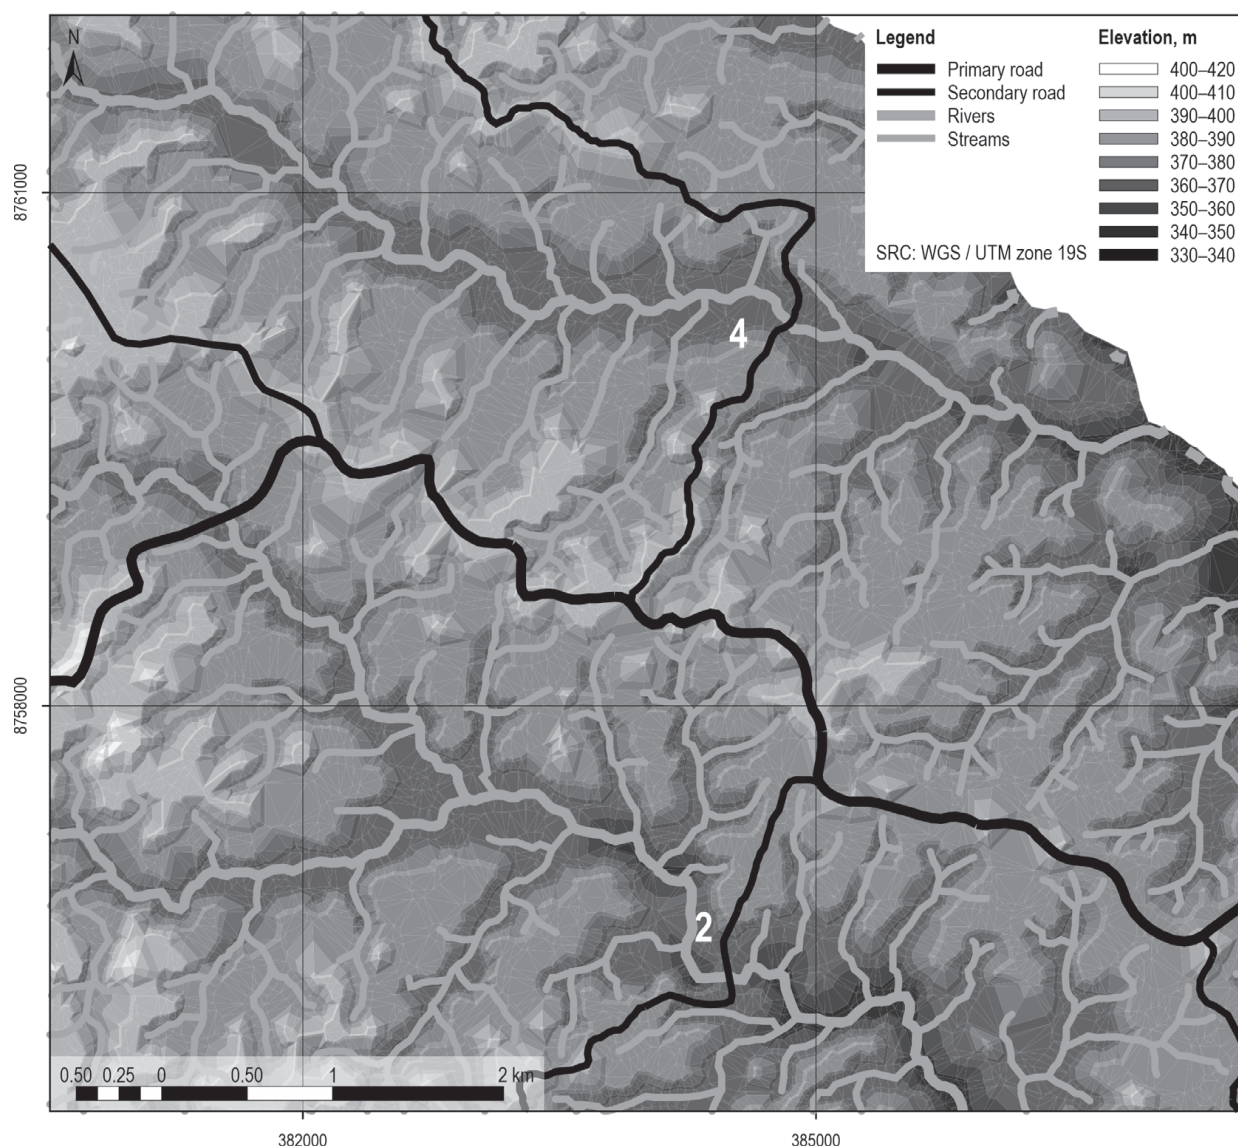 N
Legend
Primary road
Secondary road
Rivers
Streams
SRC: WGS / UTM zone 19S
Elevation, m
400–420
400–410
390–400
380–390
370–380
360–370
350–360
340–350
330–340
8761000
8758000
4
2
0.50 0.25 0 0.50 1 2 km
382000 385000